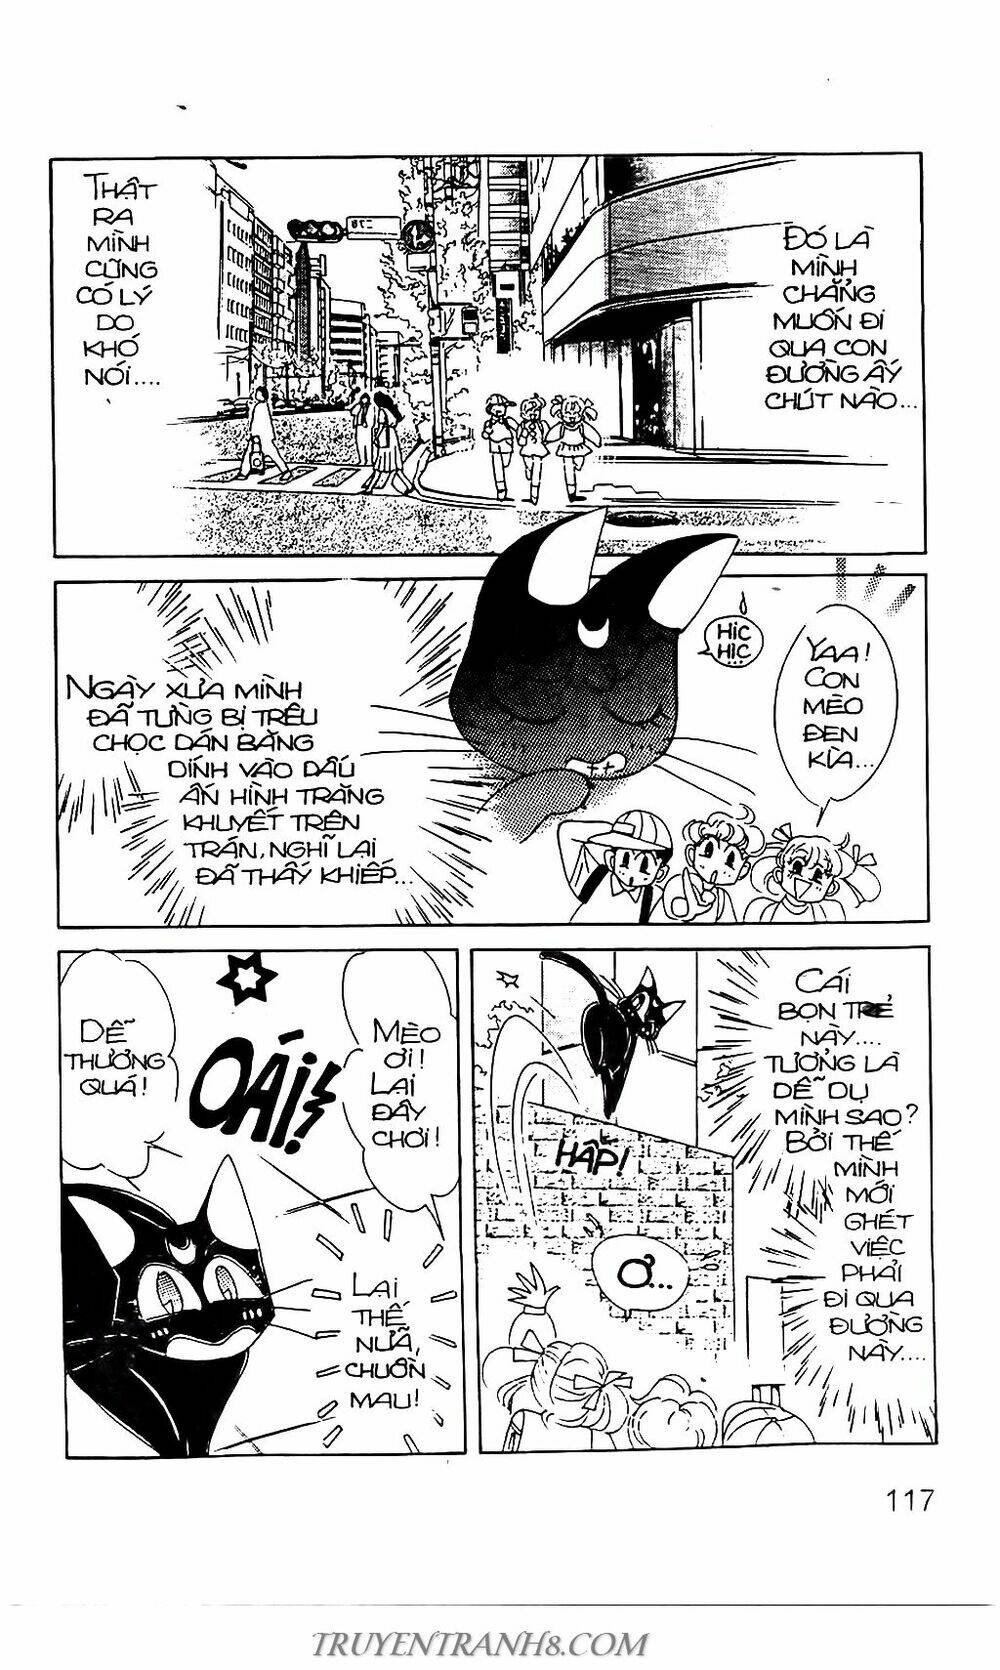 THẬT
RA
MÌNH
CŨNG
CÓ LÝ
DO
KHÓ
NÓI....
ĐÓ LÀ
MÌNH
CHẲNG
MUỐN ĐI
QUA CON
ĐƯỜNG ẤY
CHÚT NÀO...
NGÀY XƯA MÌNH
ĐÃ TỪNG BỊ TRÊU
CHỌC DÁN BĂNG
DÍNH VÀO DẤU
ẤN HÌNH TRĂNG
KHUYẾT TRÊN
TRÁN, NGHĨ LẠI
ĐÃ THẤY KHIẾP...
HIC
HIC
...
YAA!
CON
MÈO
ĐEN
KÌA...
DỄ
THƯƠNG
QUÁ!
OÁI!
MÈO
ƠI!
LẠI
ĐÂY
CHƠI!
LẠI
THẾ
NỮA,
CHUỒN
MAU!
HẤP!
Ơ...
CÁI
BỌN TRẺ
NÀY....
TƯỞNG LÀ
DỄ DỤ
MÌNH SAO?
BỞI THẾ
MÌNH
MỚI
GHÉT
VIỆC
PHẢI
ĐI QUA
ĐƯỜNG
NÀY....
117
TRUYENTRANH8.COM